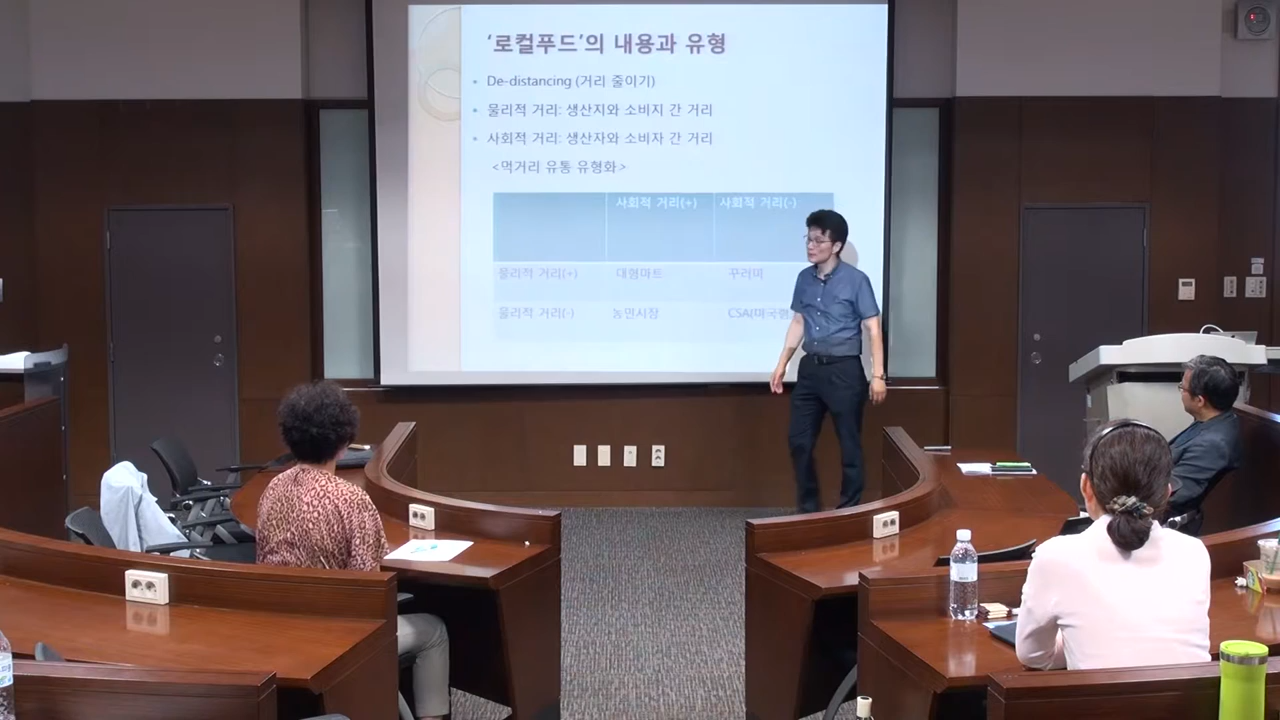 ‘로컬푸드’의 내용과 유형
De-distancing (거리 줄이기)
물리적 거리: 생산지와 소비지 간 거리
사회적 거리: 생산자와 소비자 간 거리
<먹거리 유통 유형화>
사회적 거리(+) 사회적 거리(-)
물리적 거리(+) 대형마트 꾸러미
물리적 거리(-) 농민시장 CSA(미국형